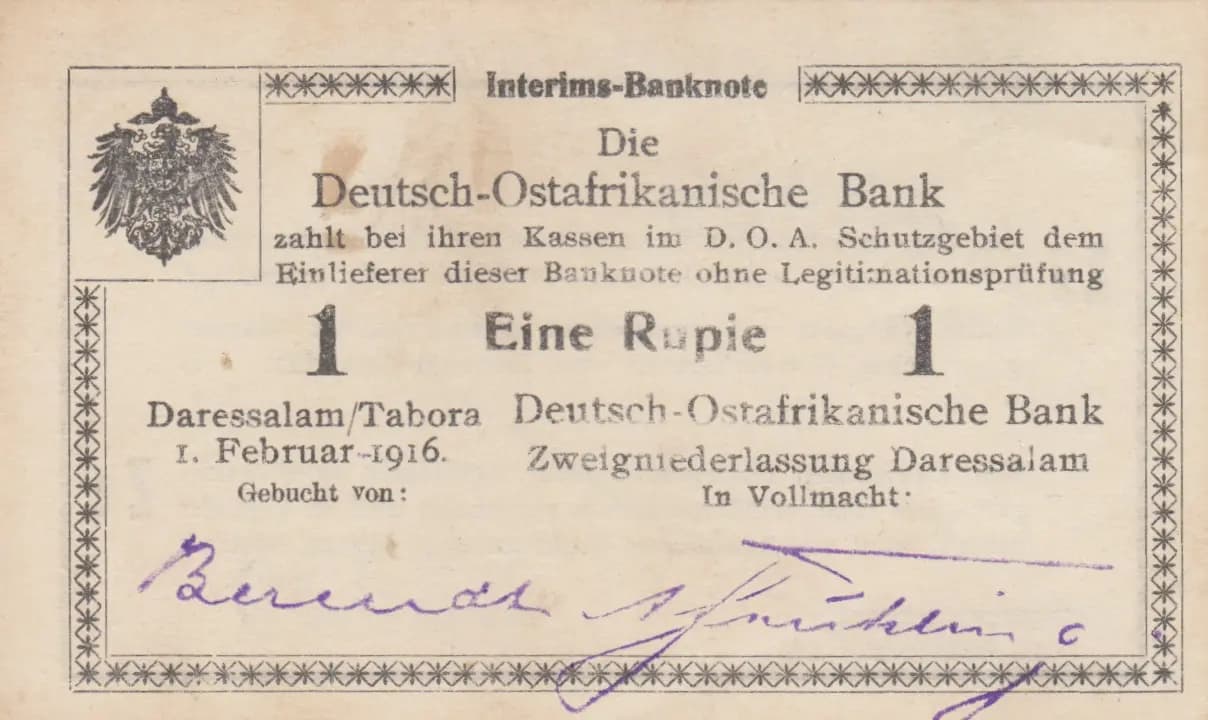 Interims-Banknote
Die
Deutsch-Ostafrikanische Bank
zahlt bei ihren Kassen im D. O. A. Schutzgebiet dem
Einlieferer dieser Banknote ohne Legitimationsprüfung
1 Eine Rupie 1
Daressalam/Tabora
1. Februar 1916.
Gebucht von:
Deutsch-Ostafrikanische Bank
Zweigniederlassung Daressalam
In Vollmacht:
Berendt